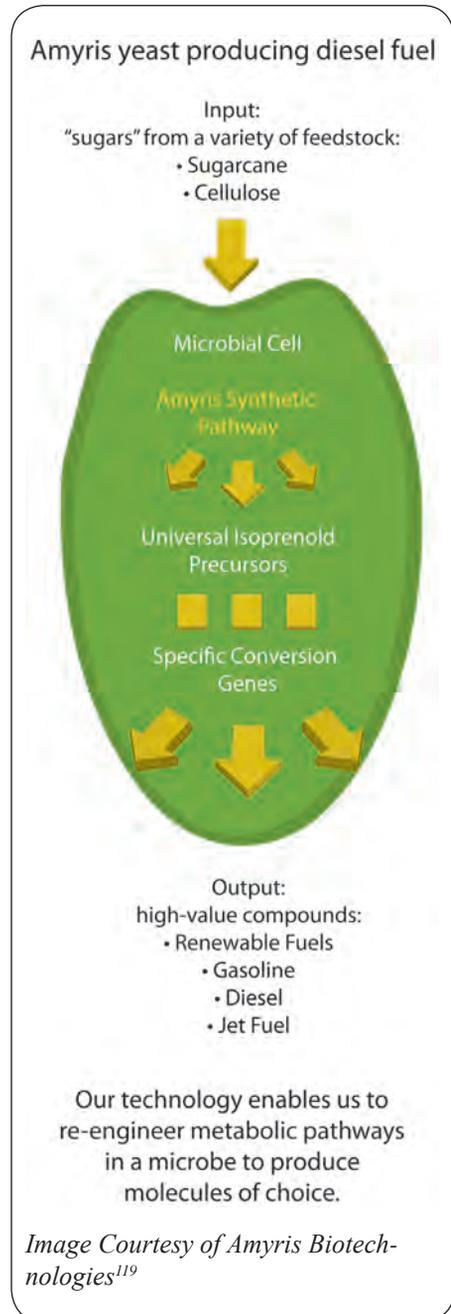 Amyris yeast producing diesel fuel
Input:
“sugars” from a variety of feedstock:
• Sugarcane
• Cellulose
Microbial Cell
Amyris Synthetic
Pathway
Universal Isoprenoid
Precursors
Specific Conversion
Genes
Output:
high-value compounds:
• Renewable Fuels
• Gasoline
• Diesel
• Jet Fuel
Our technology enables us to
re-engineer metabolic pathways
in a microbe to produce
molecules of choice.
Image Courtesy of Amyris Biotech-
nologies¹¹⁹